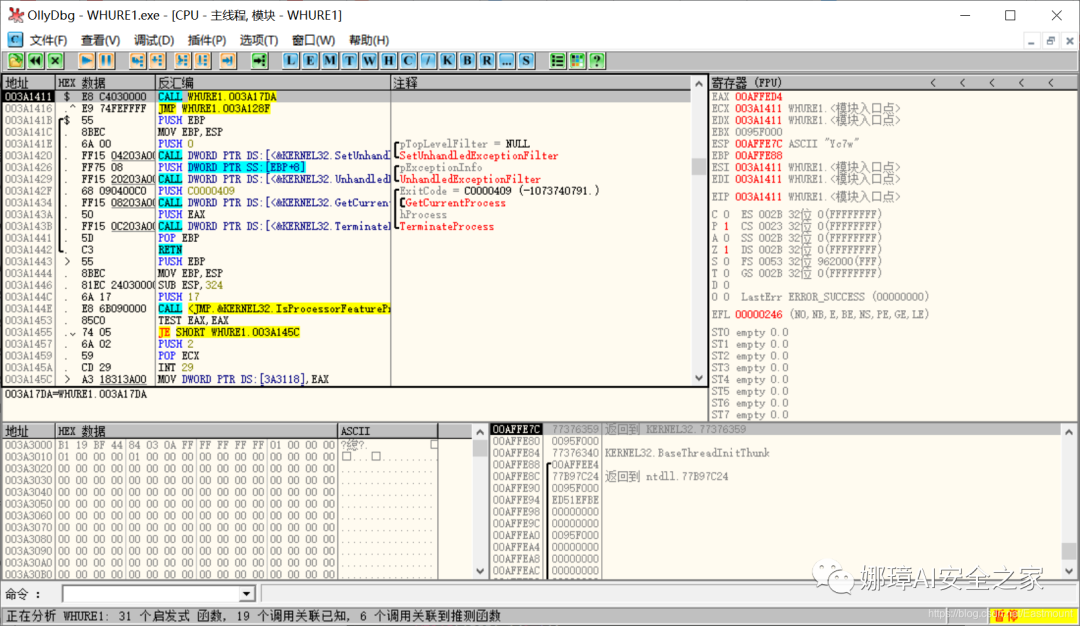 OllyDbg - WHURE1.exe - [CPU - 主线程, 模块 - WHURE1]
文件(F) 查看(V) 调试(D) 插件(P) 选项(T) 窗口(W) 帮助(H)
L E M T W H C / K B R ... S
地址 HEX 数据 反汇编 注释
003A1411 $ E8 C4030000 CALL WHURE1.003A17DA
003A1416 .^ E9 74FEFFFF JMP WHURE1.003A128F
003A141B $ 55 PUSH EBP
003A141C . 8BEC MOV EBP,ESP
003A141E . 6A 00 PUSH 0 pTopLevelFilter = NULL
003A1420 . FF15 04203A00 CALL DWORD PTR DS:[<&KERNEL32.SetUnhandl SetUnhandledExceptionFilter
003A1426 . FF75 08 PUSH DWORD PTR SS:[EBP+8] pExceptionInfo
003A1429 . FF15 20203A00 CALL DWORD PTR DS:[<&KERNEL32.UnhandledE UnhandledExceptionFilter
003A142F . 68 090400C0 PUSH C0000409 ExitCode = C0000409 (-1073740791.)
003A1434 . FF15 08203A00 CALL DWORD PTR DS:[<&KERNEL32.GetCurrent GetCurrentProcess
003A143A . 50 PUSH EAX hProcess
003A143B . FF15 0C203A00 CALL DWORD PTR DS:[<&KERNEL32.Terminate TerminateProcess
003A1441 . 5D POP EBP
003A1442 . C3 RETN
003A1443 > 55 PUSH EBP
003A1444 . 8BEC MOV EBP,ESP
003A1446 . 81EC 24030000 SUB ESP,324
003A144C . 6A 17 PUSH 17
003A144E . E8 6B090000 CALL <JMP.&KERNEL32.IsProcessorFeaturePr
003A1453 . 85C0 TEST EAX,EAX
003A1455 .v 74 05 JE SHORT WHURE1.003A145C
003A1457 . 6A 02 PUSH 2
003A1459 . 59 POP ECX
003A145A . CD 29 INT 29
003A145C > A3 18313A00 MOV DWORD PTR DS:[3A3118],EAX
003A17DA=WHURE1.003A17DA
寄存器 (FPU) < < < < <
EAX 00AFFED4
ECX 003A1411 WHURE1.<模块入口点>
EDX 003A1411 WHURE1.<模块入口点>
EBX 0095F000
ESP 00AFFE7C ASCII "Yc7w"
EBP 00AFFE88
ESI 003A1411 WHURE1.<模块入口点>
EDI 003A1411 WHURE1.<模块入口点>
EIP 003A1411 WHURE1.<模块入口点>
C 0 ES 002B 32位 0(FFFFFFFF)
P 1 CS 0023 32位 0(FFFFFFFF)
A 0 SS 002B 32位 0(FFFFFFFF)
Z 1 DS 002B 32位 0(FFFFFFFF)
S 0 FS 0053 32位 962000(FFF)
T 0 GS 002B 32位 0(FFFFFFFF)
D 0
O 0 LastErr ERROR_SUCCESS (00000000)
EFL 00000246 (NO,NB,E,BE,NS,PE,GE,LE)
ST0 empty 0.0
ST1 empty 0.0
ST2 empty 0.0
ST3 empty 0.0
ST4 empty 0.0
ST5 empty 0.0
ST6 empty 0.0
ST7 empty 0.0
地址 HEX 数据 ASCII
003A3000 B1 19 BF 44 84 03 0A FF FF FF FF FF 01 00 00 00
003A3010 01 00 00 00 01 00 00 00 00 00 00 00 00 00 00 00
003A3020 00 00 00 00 00 00 00 00 00 00 00 00 00 00 00 00
003A3030 00 00 00 00 00 00 00 00 00 00 00 00 00 00 00 00
003A3040 00 00 00 00 00 00 00 00 00 00 00 00 00 00 00 00
003A3050 00 00 00 00 00 00 00 00 00 00 00 00 00 00 00 00
003A3060 00 00 00 00 00 00 00 00 00 00 00 00 00 00 00 00
003A3070 00 00 00 00 00 00 00 00 00 00 00 00 00 00 00 00
003A3080 00 00 00 00 00 00 00 00 00 00 00 00 00 00 00 00
003A3090 00 00 00 00 00 00 00 00 00 00 00 00 00 00 00 00
003A30A0 00 00 00 00 00 00 00 00 00 00 00 00 00 00 00 00
003A30B0 00 00 00 00 00 00 00 00 00 00 00 00 00 00 00 00
00AFFE7C 77376359 返回到 KERNEL32.77376359
00AFFE80 0095F000
00AFFE84 77376340 KERNEL32.BaseThreadInitThunk
00AFFE88 00AFFEE4
00AFFE8C 77B97C24 返回到 ntdll.77B97C24
00AFFE90 0095F000
00AFFE94 ED51EFBE
00AFFE98 00000000
00AFFE9C 00000000
00AFFEA0 0095F000
00AFFEA4 00000000
00AFFEA8 00000000
00AFFEAC 00000000
娜璋AI安全之家
命令 :
正在分析 WHURE1: 31 个启发式 函数, 19 个调用关联已知, 6 个调用关联到推测函数
暂停